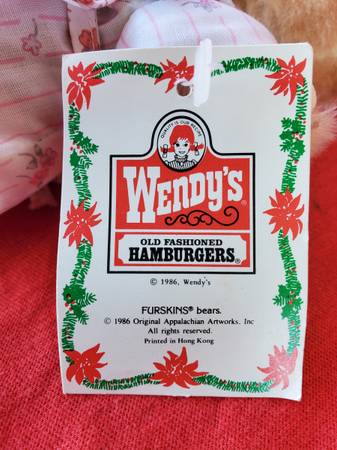 QUALITY IS OUR RECIPE
WENDY'S®
OLD FASHIONED
HAMBURGERS®
© 1986, Wendy's
FURSKINS® bears.
© 1986 Original Appalachian Artworks, Inc
All rights reserved.
Printed in Hong Kong